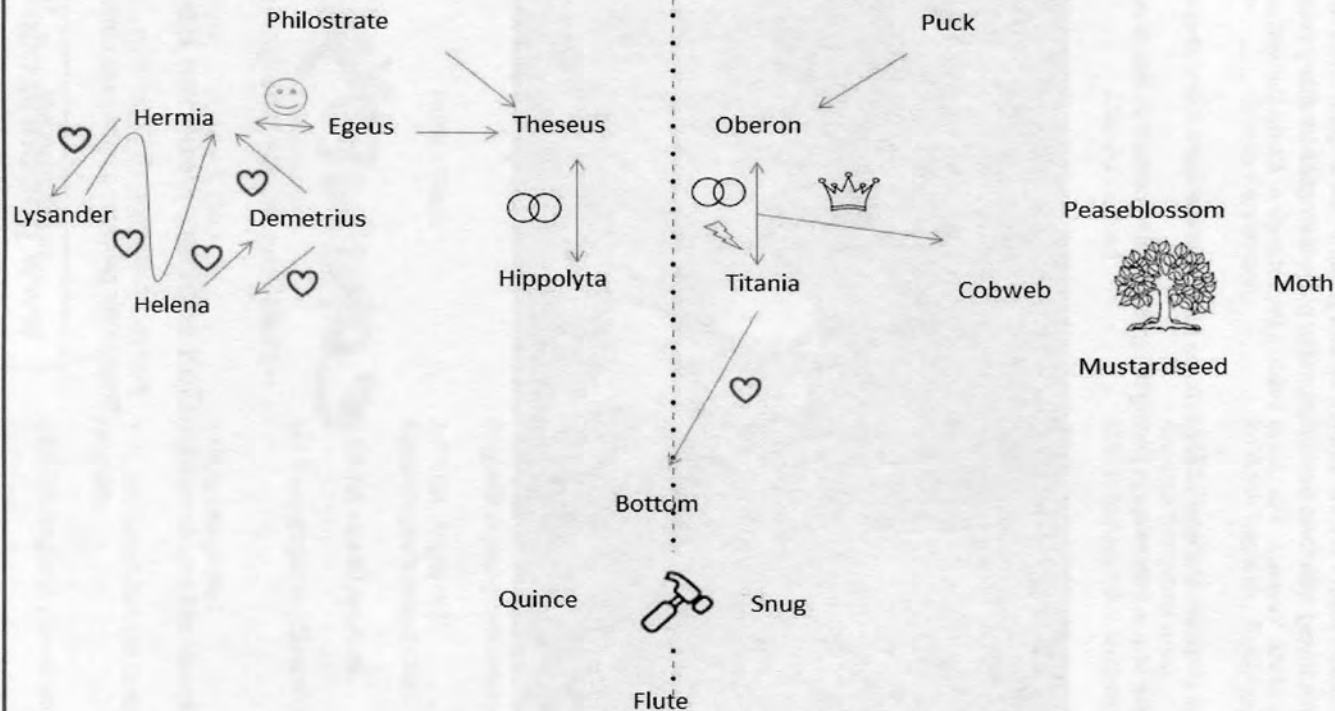 Philostrate
Puck
Hermia
Egeus
Theseus
Oberon
Lysander
Demetrius
Peaseblossom
Helena
Hippolyta
Titania
Cobweb
Moth
Mustardseed
Bottom
Quince
Snug
Flute